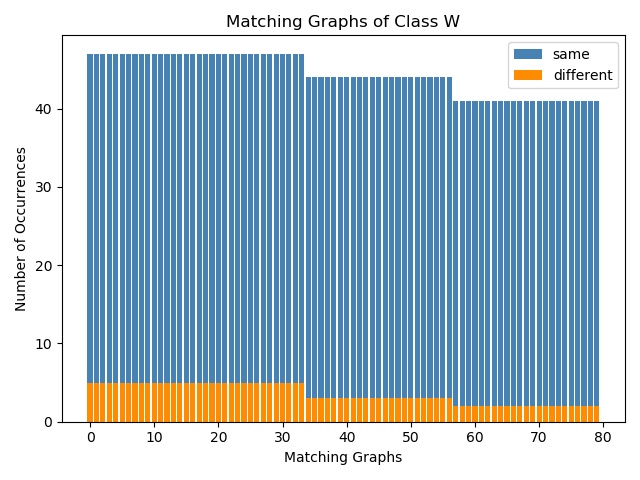 Matching Graphs of Class W
same
different
Number of Occurrences
40
30
20
10
0
0 10 20 30 40 50 60 70 80
Matching Graphs